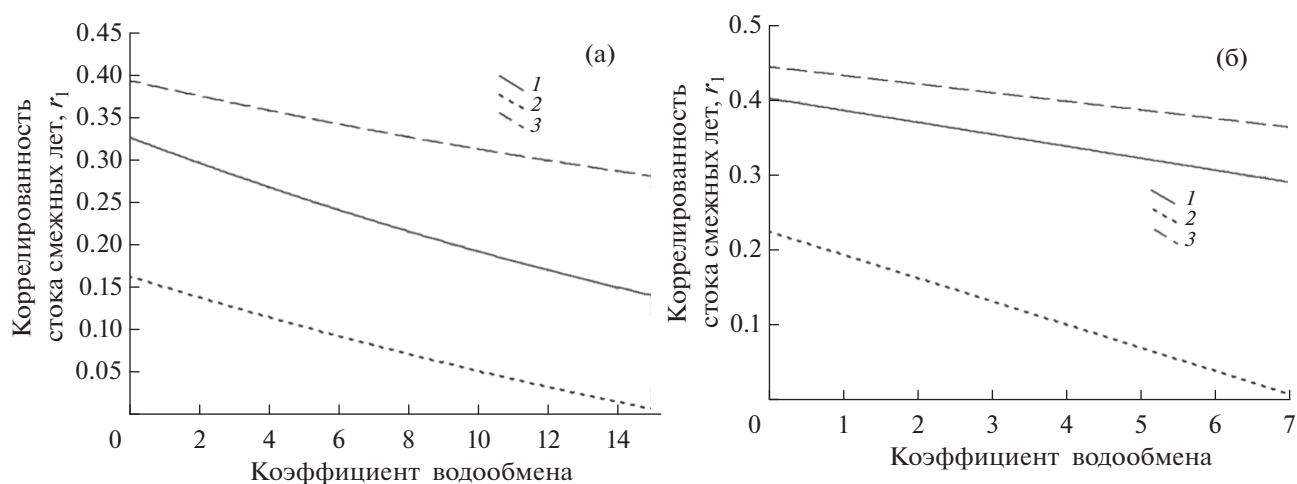 (а)
Коррелированность
стока смежных лет, r₁
0.45
0.40
0.35
0.30
0.25
0.20
0.15
0.10
0.05
1
2
3
0 2 4 6 8 10 12 14
Коэффициент водообмена
(б)
Коррелированность
стока смежных лет, r₁
0.5
0.4
0.3
0.2
0.1
1
2
3
0 1 2 3 4 5 6 7
Коэффициент водообмена